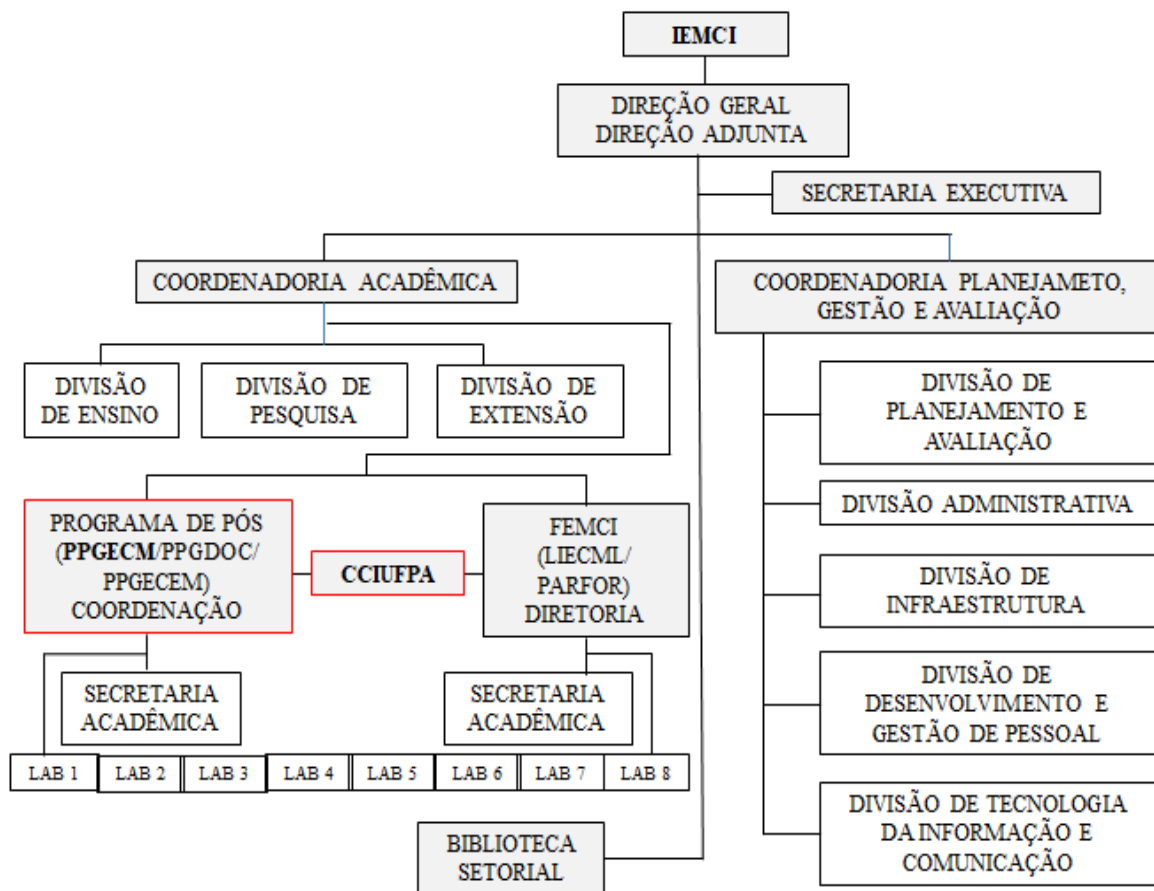 IEMCI
DIREÇÃO GERAL
DIREÇÃO ADJUNTA
SECRETARIA EXECUTIVA
COORDENADORIA ACADÊMICA
COORDENADORIA PLANEJAMETO,
GESTÃO E AVALIAÇÃO
DIVISÃO
DE ENSINO
DIVISÃO DE
PESQUISA
DIVISÃO DE
EXTENSÃO
DIVISÃO DE
PLANEJAMENTO E
AVALIAÇÃO
DIVISÃO ADMINISTRATIVA
DIVISÃO DE
INFRAESTRUTURA
DIVISÃO DE
DESENVOLVIMENTO E
GESTÃO DE PESSOAL
DIVISÃO DE TECNOLOGIA
DA INFORMAÇÃO E
COMUNICAÇÃO
PROGRAMA DE PÓS
(PPGECM/PPGDOC/
PPGECEM)
COORDENAÇÃO
CCIUFPA
FEMCI
(LIECML/
PARFOR)
DIRETORIA
SECRETARIA
ACADÊMICA
SECRETARIA
ACADÊMICA
LAB 1 LAB 2 LAB 3 LAB 4 LAB 5 LAB 6 LAB 7 LAB 8
BIBLIOTECA
SETORIAL